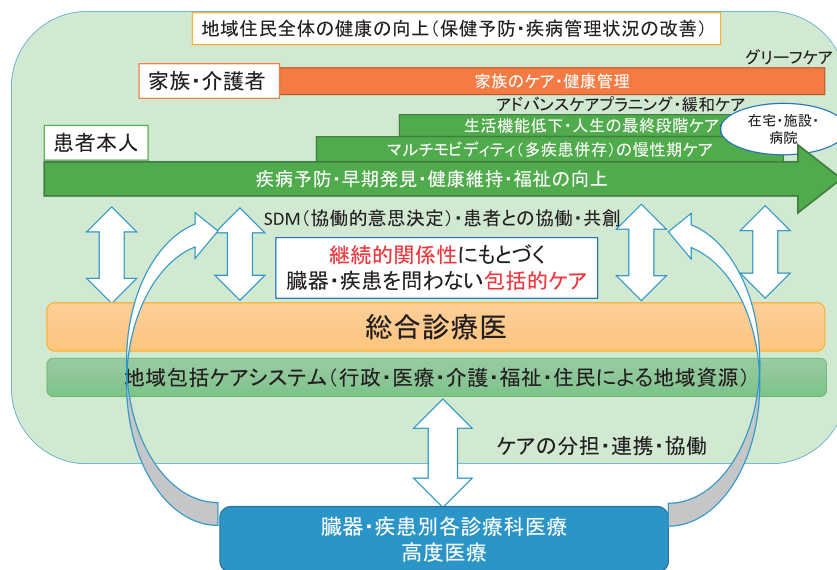 地域住民全体の健康の向上(保健予防・疾病管理状況の改善)
グリーフケア
家族・介護者
家族のケア・健康管理
アドバンスケアプラニング・緩和ケア
生活機能低下・人生の最終段階ケア
在宅・施設・
病院
患者本人
マルチモビディティ(多疾患併存)の慢性期ケア
疾病予防・早期発見・健康維持・福祉の向上
SDM(協働的意思決定)・患者との協働・共創
継続的関係性にもとづく
臓器・疾患を問わない包括的ケア
総合診療医
地域包括ケアシステム(行政・医療・介護・福祉・住民による地域資源)
ケアの分担・連携・協働
臓器・疾患別各診療科医療
高度医療